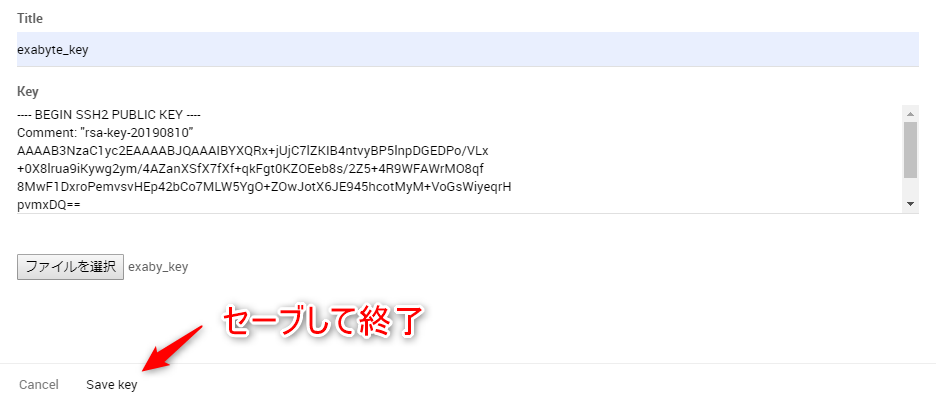 Title
exabyte_key
Key
---- BEGIN SSH2 PUBLIC KEY ----
Comment: "rsa-key-20190810"
AAAAB3NzaC1yc2EAAAABJQAAAIBYXQRx+jUjC7lZKIB4ntvyBP5lnpDGEDPo/VLx
+0X8lrua9iKywg2ym/4AZanXSfX7fXf+qkFgt0KZOEeb8s/2Z5+4R9WFAWrMO8qf
8MwF1DxroPemvsvHEp42bCo7MLW5YgO+ZOwJotX6JE945hcotMyM+VoGsWiyeqrH
pvmxDQ==
ファイルを選択 exaby_key
セーブして終了
Cancel Save key